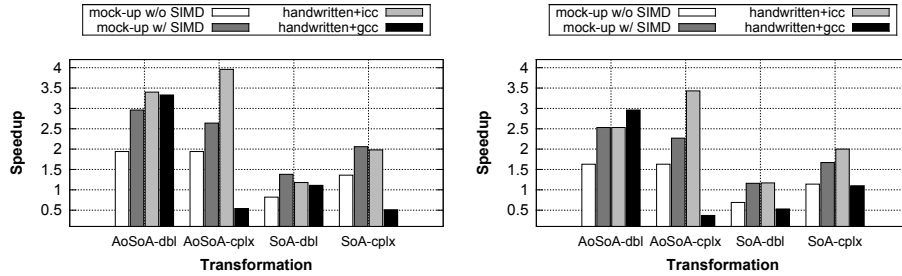 mock-up w/o SIMD handwritten+icc
mock-up w/ SIMD handwritten+gcc
Speedup
4
3.5
3
2.5
2
1.5
1
0.5
AoSoA-dbl AoSoA-cplx SoA-dbl SoA-cplx
Transformation
mock-up w/o SIMD handwritten+icc
mock-up w/ SIMD handwritten+gcc
Speedup
4
3.5
3
2.5
2
1.5
1
0.5
AoSoA-dbl AoSoA-cplx SoA-dbl SoA-cplx
Transformation